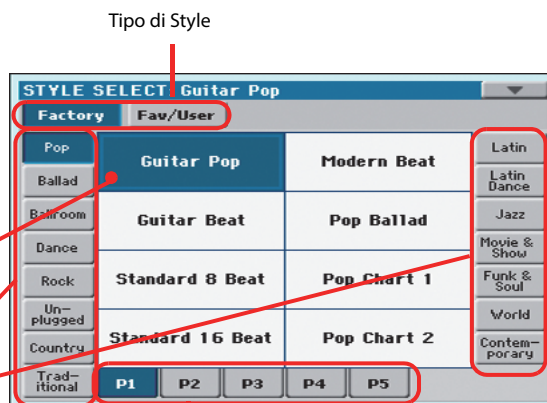 Tipo di Style
STYLE SELECT: Guitar Pop
Factory Fav/User
Pop
Ballad
Ballroom
Dance
Rock
Un-
plugged
Country
Trad-
itional
Guitar Pop Modern Beat
Guitar Beat Pop Ballad
Standard 8 Beat Pop Chart 1
Standard 16 Beat Pop Chart 2
Latin
Latin
Dance
Jazz
Movie &
Show
Funk &
Soul
World
Contem-
porary
P1 P2 P3 P4 P5